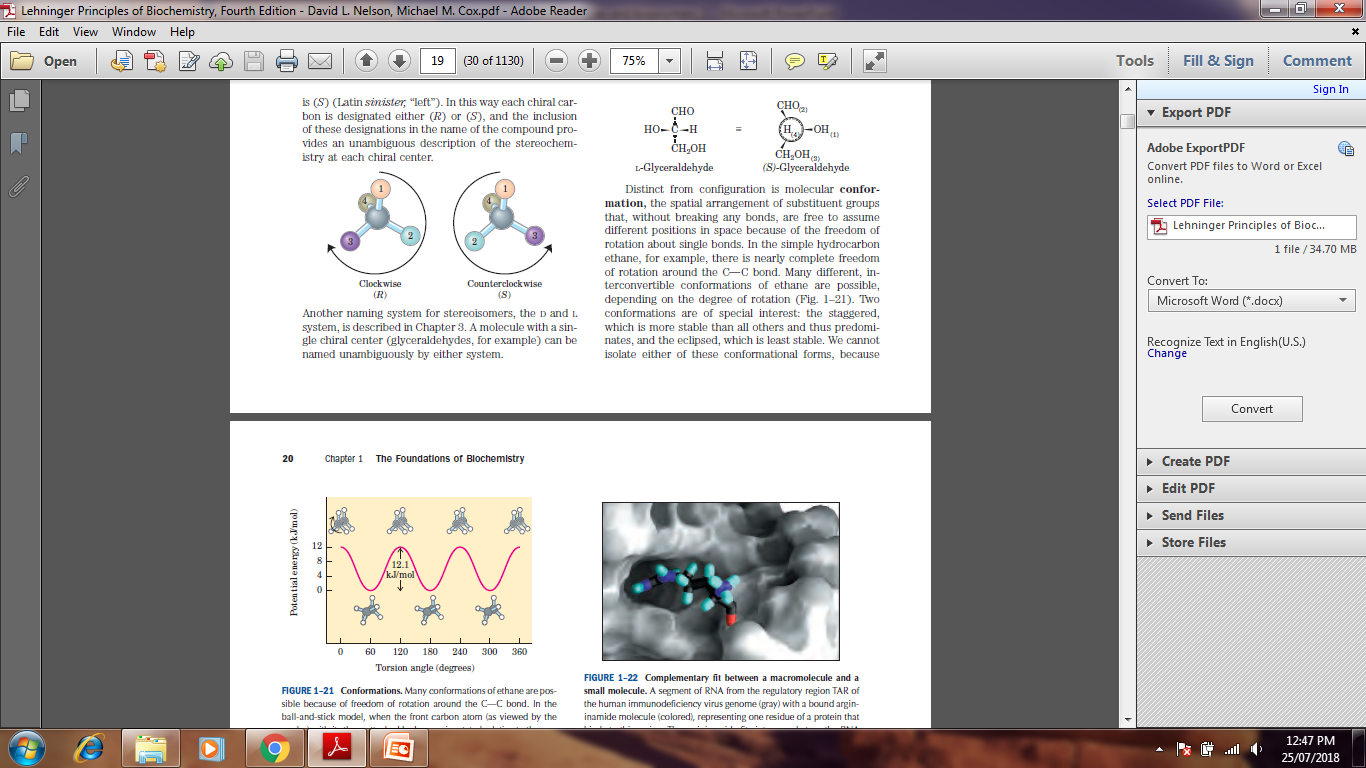 Lehninger Principles of Biochemistry, Fourth Edition - David L. Nelson, Michael M. Cox.pdf - Adobe Reader
File Edit View Window Help
Open
19 (30 of 1130)
75%
Tools Fill & Sign Comment
Sign In
is (S) (Latin sinister, “left”). In this way each chiral car-
bon is designated either (R) or (S), and the inclusion
of these designations in the name of the compound pro-
vides an unambiguous description of the stereochem-
istry at each chiral center.
1
4
3
2
1
4
2
3
Clockwise
(R)
Counterclockwise
(S)
Another naming system for stereoisomers, the D and L
system, is described in Chapter 3. A molecule with a sin-
gle chiral center (glyceraldehydes, for example) can be
named unambiguously by either system.
CHO
HO C H
CH2OH
L-Glyceraldehyde
=
CHO(2)
H(4) OH(1)
CH2OH(3)
(S)-Glyceraldehyde
Distinct from configuration is molecular confor-
mation, the spatial arrangement of substituent groups
that, without breaking any bonds, are free to assume
different positions in space because of the freedom of
rotation about single bonds. In the simple hydrocarbon
ethane, for example, there is nearly complete freedom
of rotation around the C—C bond. Many different, in-
terconvertible conformations of ethane are possible,
depending on the degree of rotation (Fig. 1–21). Two
conformations are of special interest: the staggered,
which is more stable than all others and thus predomi-
nates, and the eclipsed, which is least stable. We cannot
isolate either of these conformational forms, because
20 Chapter 1 The Foundations of Biochemistry
Potential energy (kJ/mol)
12
8
4
0
12.1
kJ/mol
0 60 120 180 240 300 360
Torsion angle (degrees)
FIGURE 1–21 Conformations. Many conformations of ethane are pos-
sible because of freedom of rotation around the C—C bond. In the
ball-and-stick model, when the front carbon atom (as viewed by the
FIGURE 1–22 Complementary fit between a macromolecule and a
small molecule. A segment of RNA from the regulatory region TAR of
the human immunodeficiency virus genome (gray) with a bound argin-
inamide molecule (colored), representing one residue of a protein that
Export PDF
Adobe ExportPDF
Convert PDF files to Word or Excel
online.
Select PDF File:
Lehninger Principles of Bioc...
1 file / 34.70 MB
Convert To:
Microsoft Word (*.docx)
Recognize Text in English(U.S.)
Change
Convert
Create PDF
Edit PDF
Send Files
Store Files
12:47 PM
25/07/2018